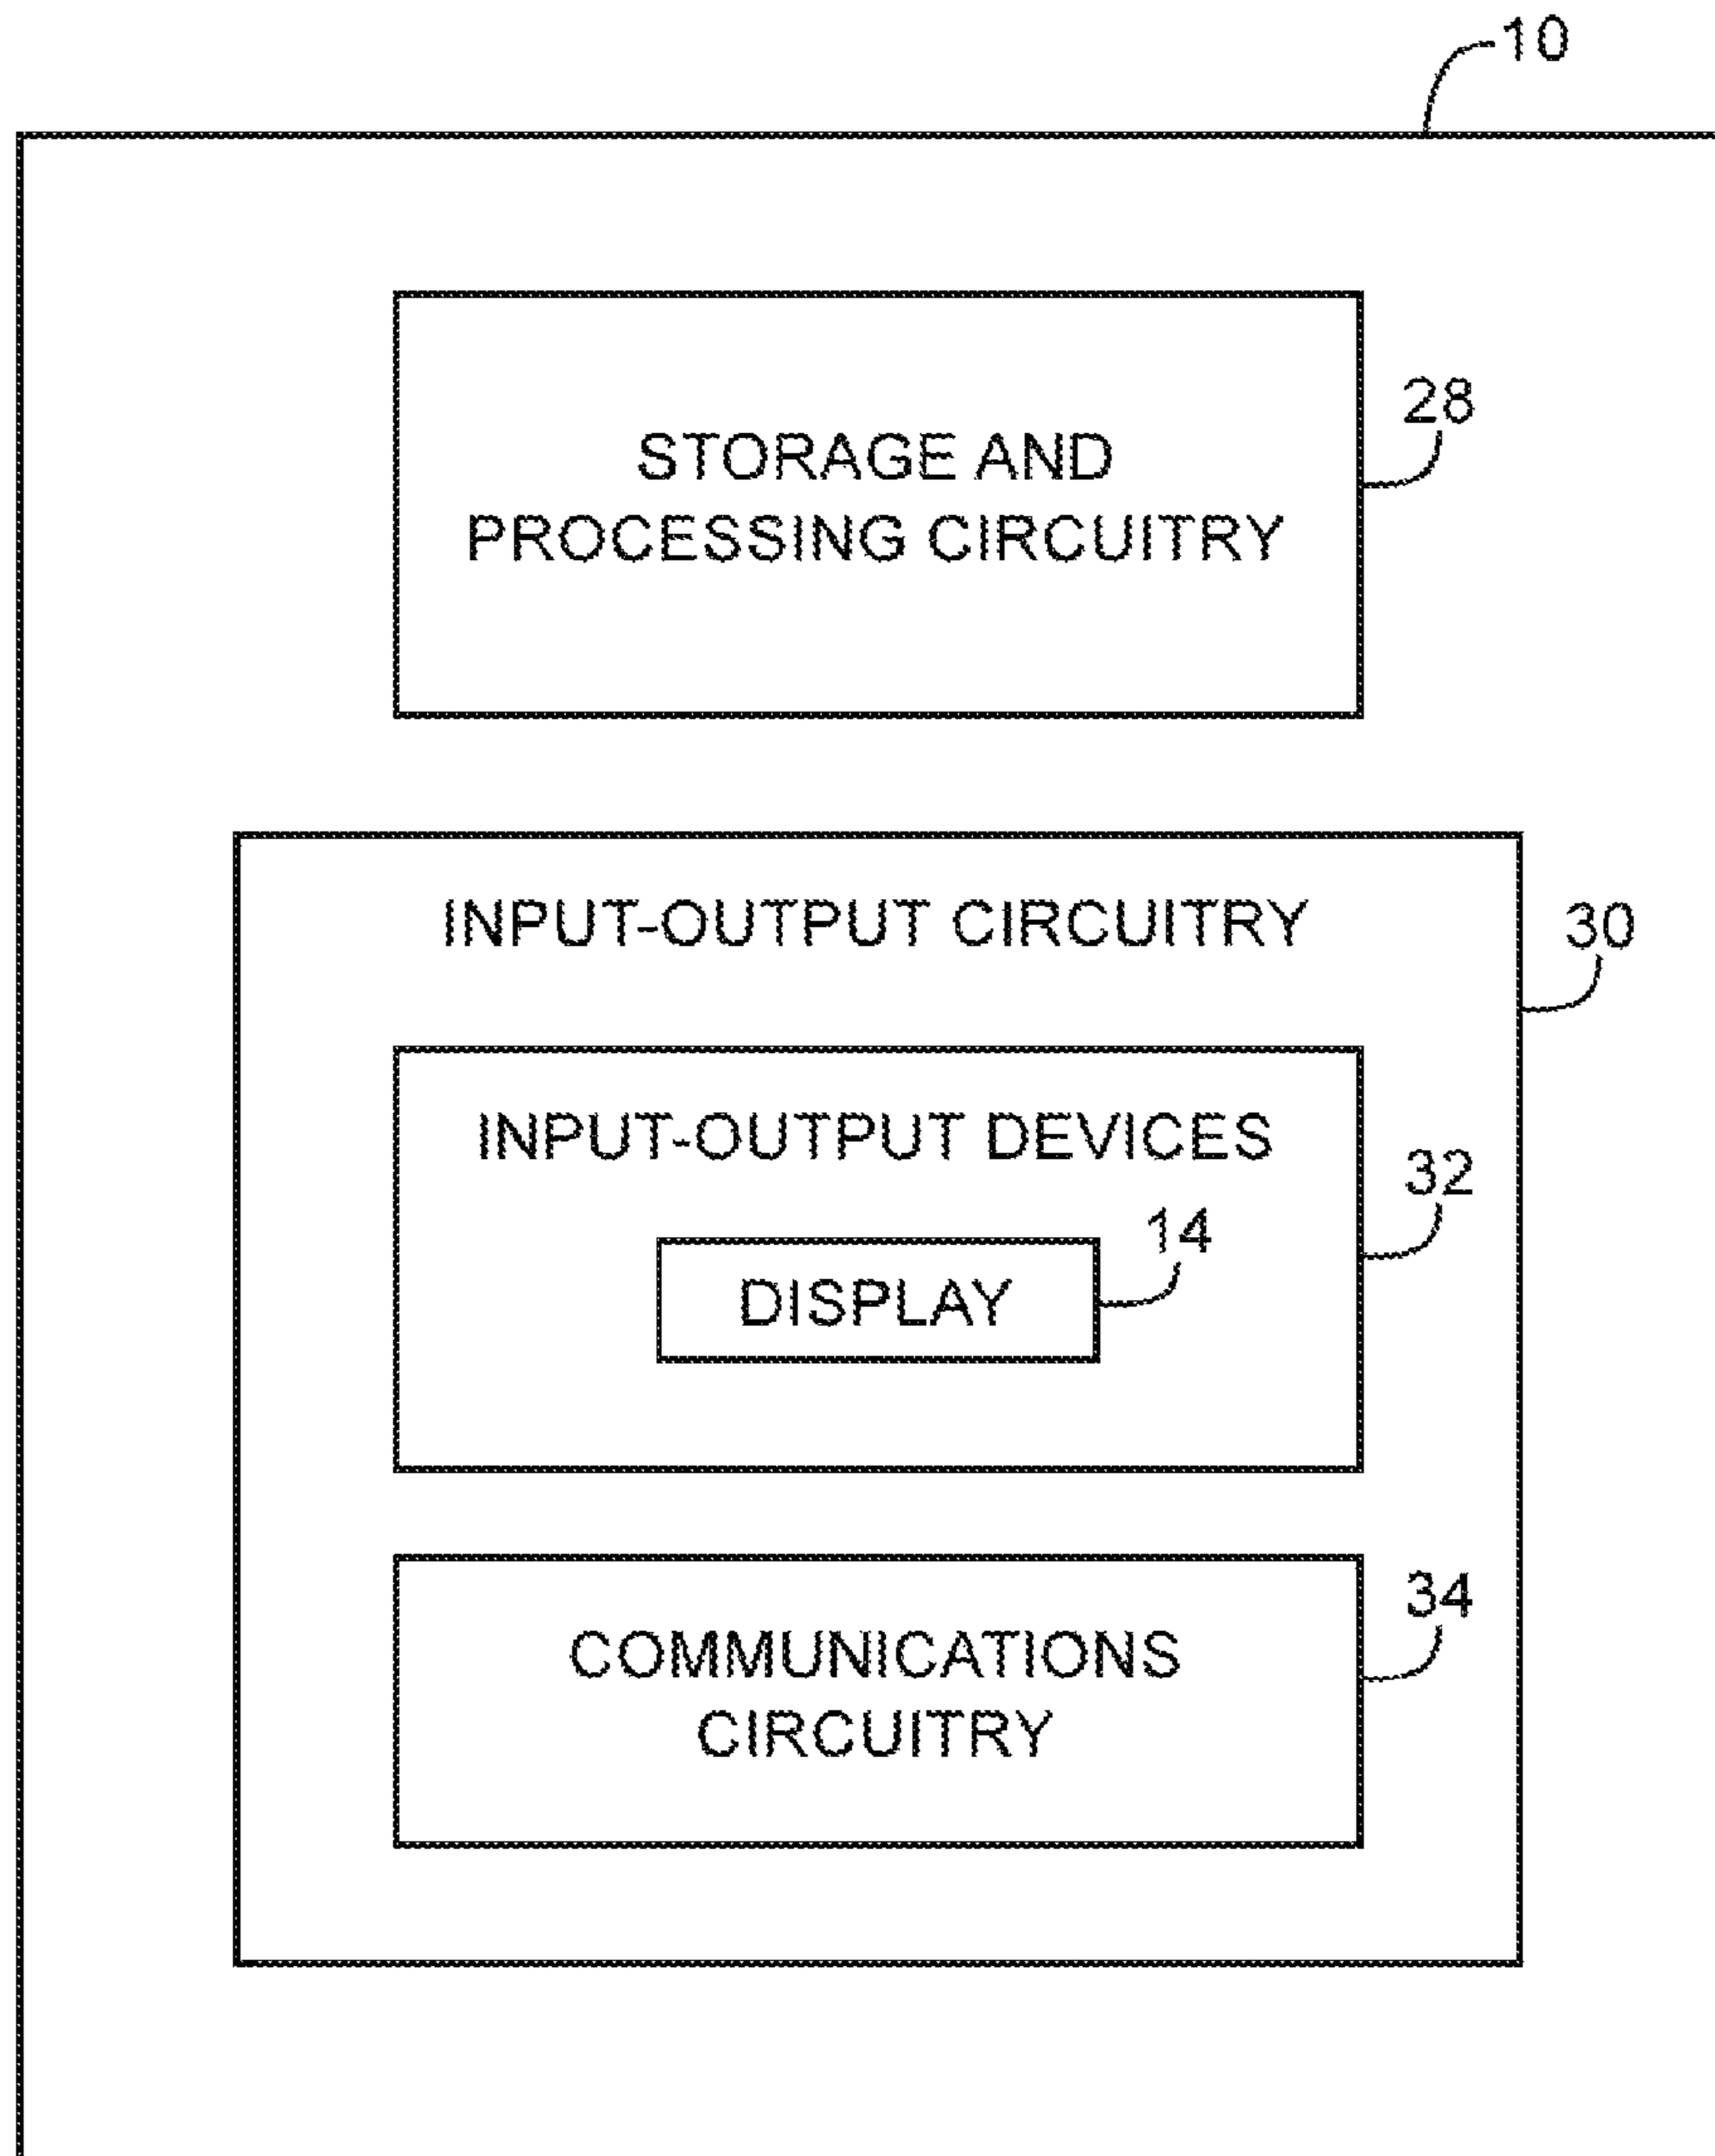 10
STORAGE AND
PROCESSING CIRCUITRY
28
INPUT-OUTPUT CIRCUITRY
30
INPUT-OUTPUT DEVICES
32
14
DISPLAY
COMMUNICATIONS
CIRCUITRY
34